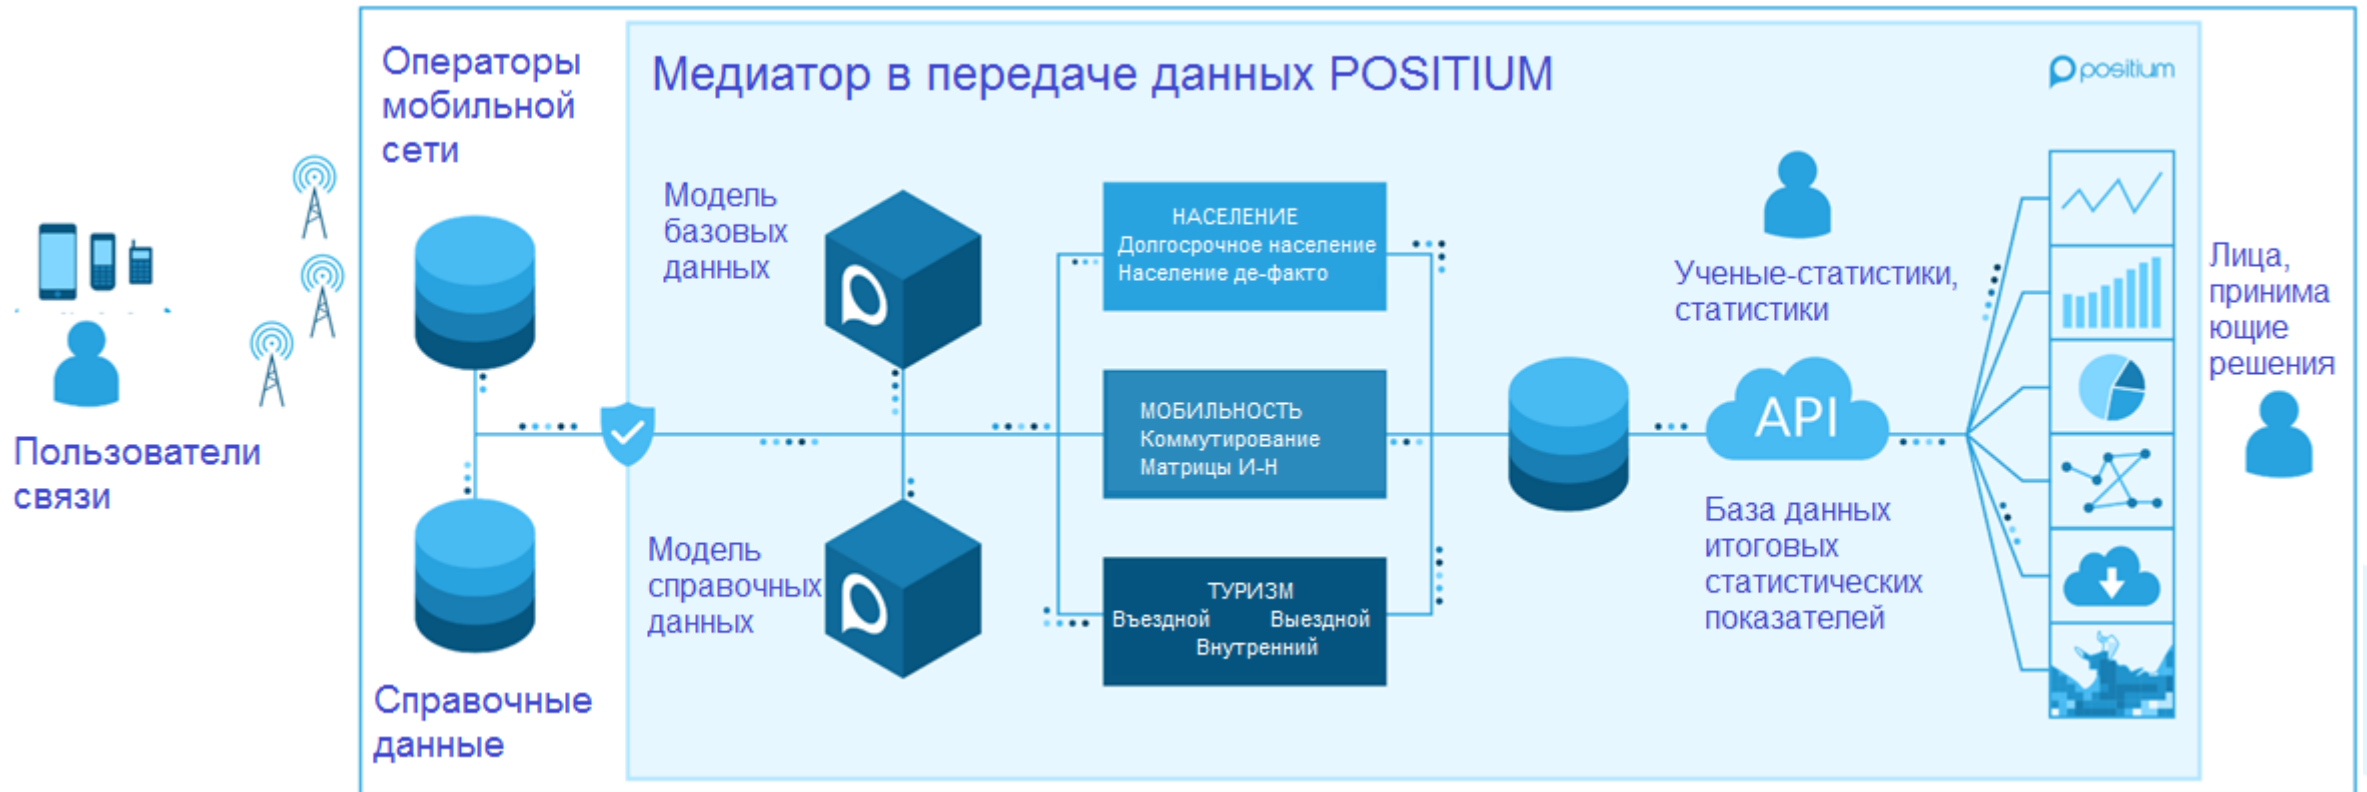 Пользователи
связи
Операторы
мобильной
сети
Справочные
данные
Медиатор в передаче данных POSITIUM
positium
Модель
базовых
данных
Модель
справочных
данных
НАСЕЛЕНИЕ
Долгосрочное население
Население де-факто
МОБИЛЬНОСТЬ
Коммутирование
Матрицы И-Н
ТУРИЗМ
Въездной Выездной
Внутренний
Ученые-статистики,
статистики
API
База данных
итоговых
статистических
показателей
Лица,
принима
ющие
решения